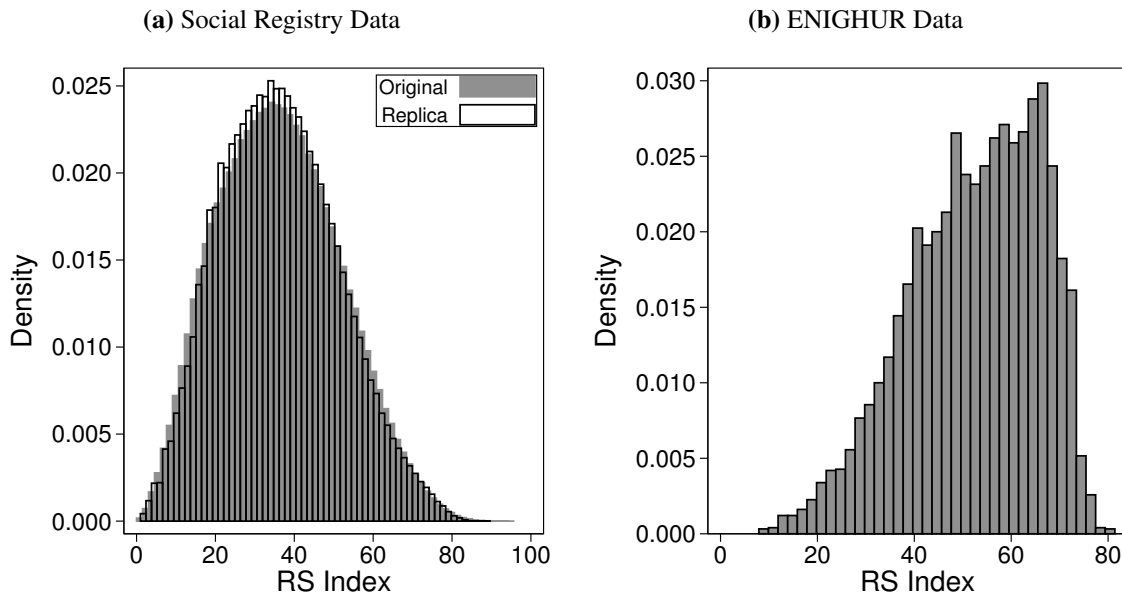 (a) Social Registry Data
Original
Replica
0.025
0.020
0.015
0.010
0.005
0.000
Density
0 20 40 60 80 100
RS Index
(b) ENIGHUR Data
0.030
0.025
0.020
0.015
0.010
0.005
0.000
Density
0 20 40 60 80
RS Index